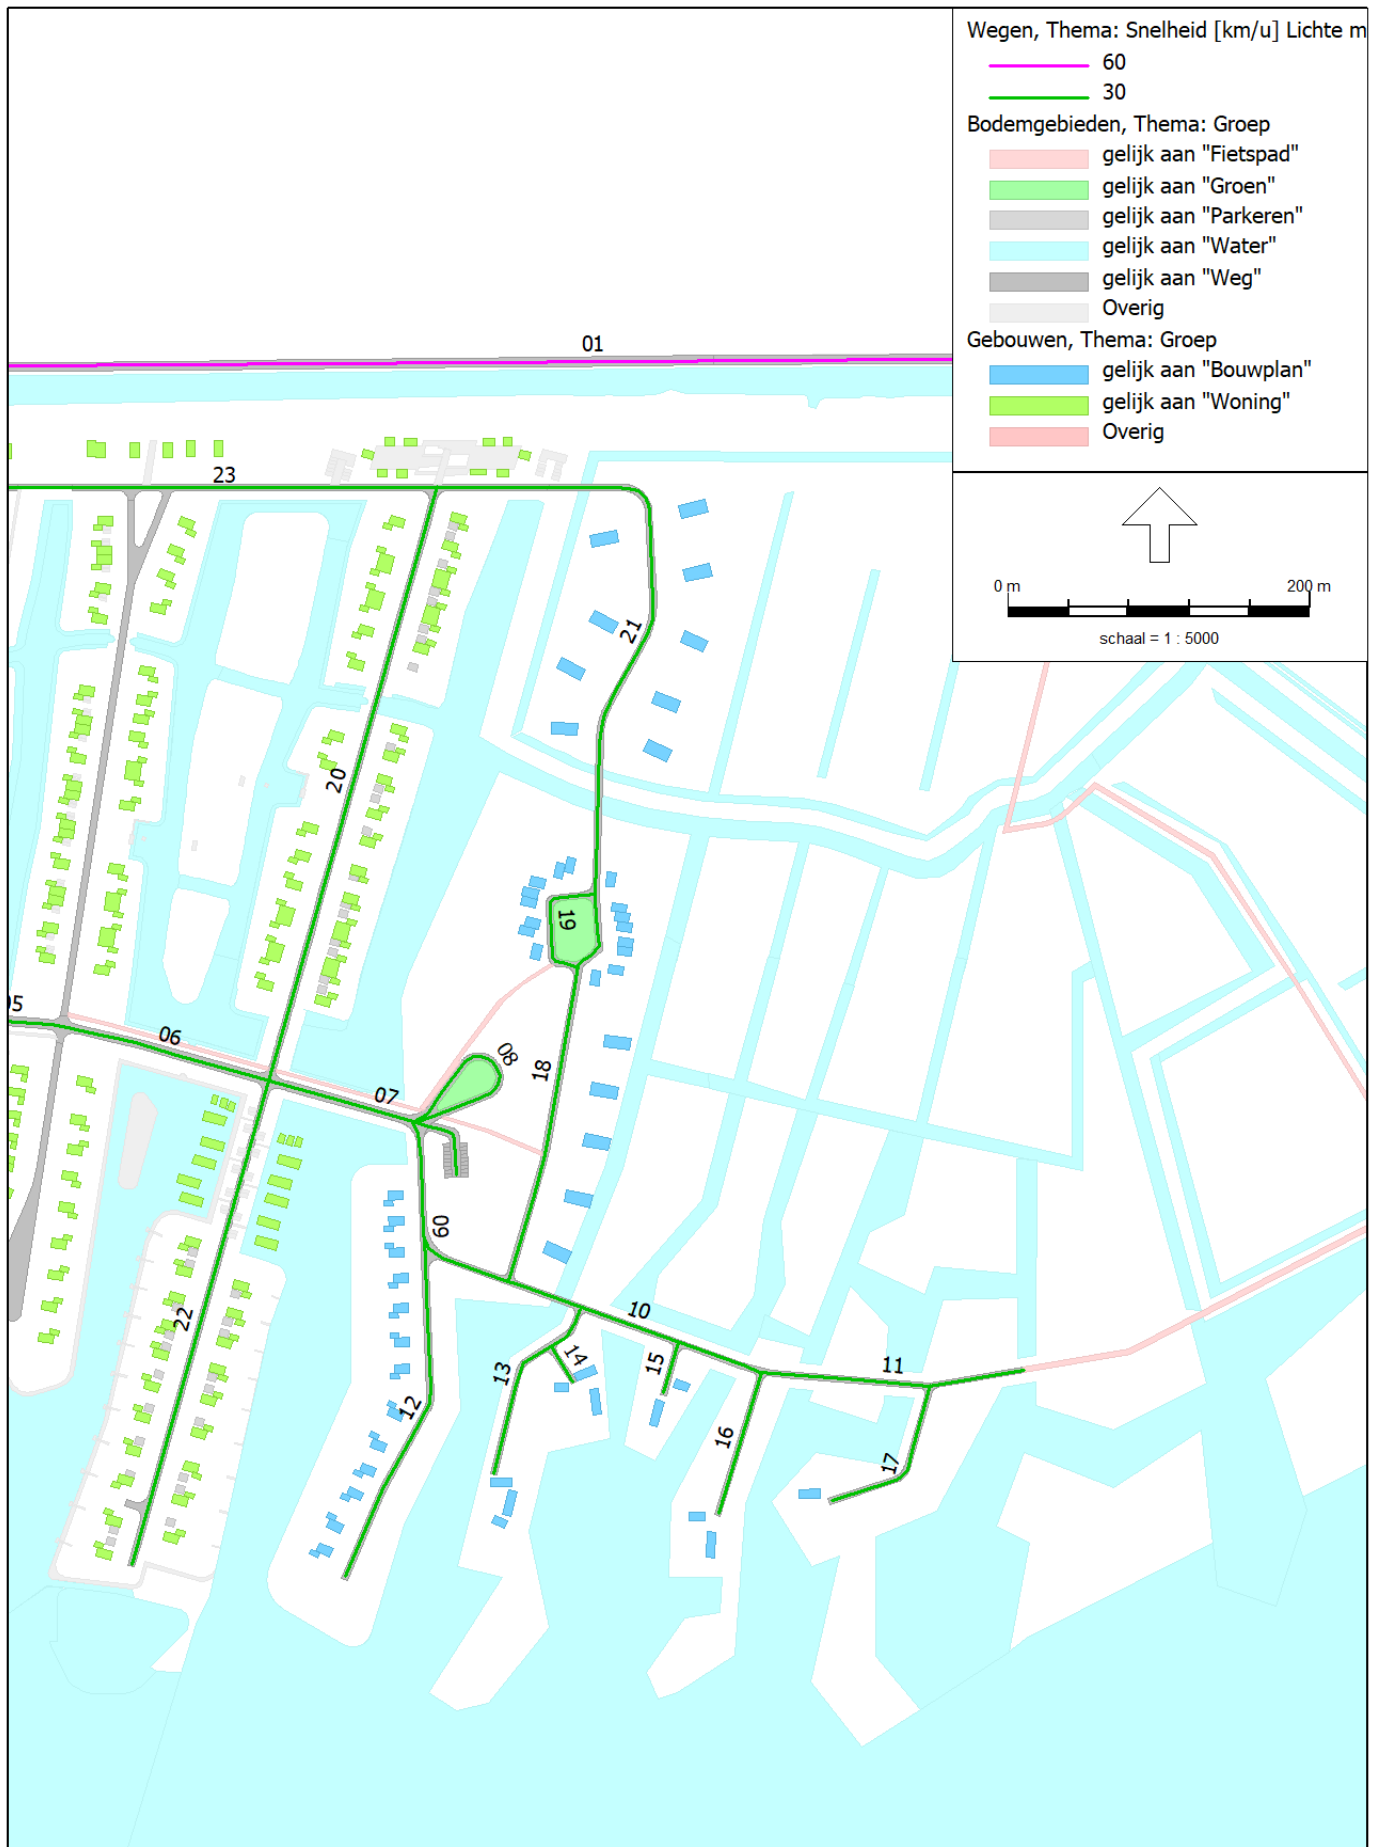 Wegen, Thema: Snelheid [km/u] Lichte m
60
30
Bodemgebieden, Thema: Groep
gelijk aan "Fietspad"
gelijk aan "Groen"
gelijk aan "Parkeren"
gelijk aan "Water"
gelijk aan "Weg"
Overig
Gebouwen, Thema: Groep
gelijk aan "Bouwplan"
gelijk aan "Woning"
Overig
0 m 200 m
schaal = 1 : 5000
01
23
21
20
19
05
06
08
07
18
09
10
22
11
13
14
15
12
16
17